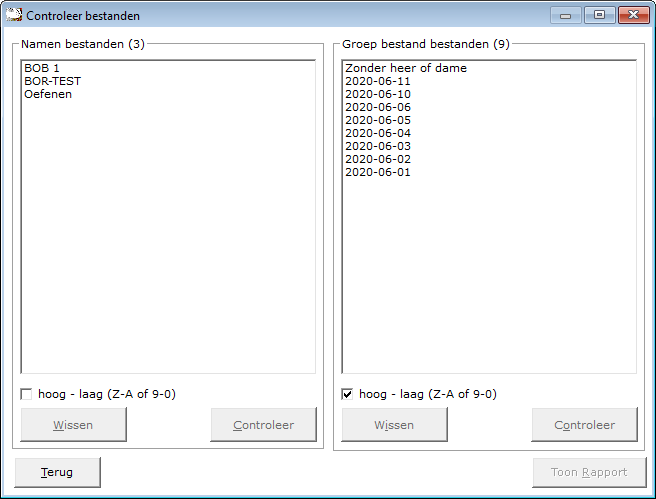 Controleer bestanden
Namen bestanden (3)
BOB 1
BOR-TEST
Oefenen
hoog - laag (Z-A of 9-0)
Wissen
Controleer
Groep bestand bestanden (9)
Zonder heer of dame
2020-06-11
2020-06-10
2020-06-06
2020-06-05
2020-06-04
2020-06-03
2020-06-02
2020-06-01
hoog - laag (Z-A of 9-0)
Wissen
Controleer
Terug
Toon Rapport